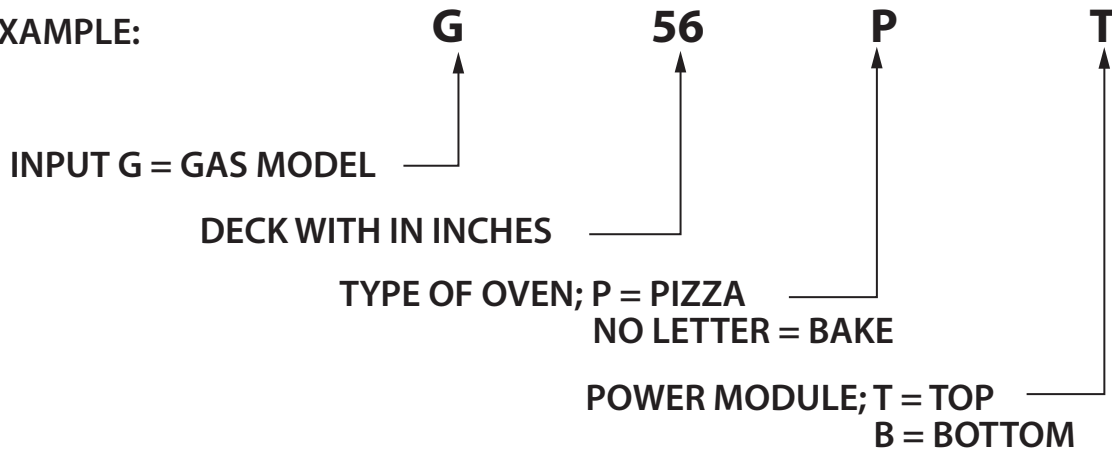 XAMPLE: G 56 P T
INPUT G = GAS MODEL
DECK WITH IN INCHES
TYPE OF OVEN; P = PIZZA
NO LETTER = BAKE
POWER MODULE; T = TOP
B = BOTTOM